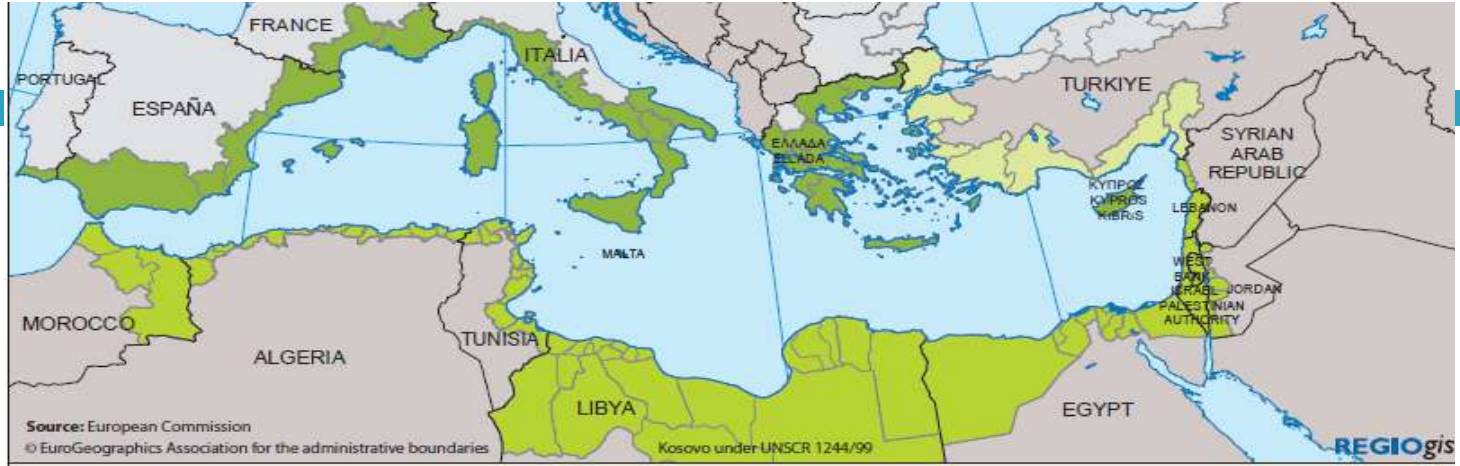 FRANCE
ITALIA
PORTUGAL
ESPAÑA
TURKIYE
SYRIAN
ARAB
REPUBLIC
ΕΛΛΑΔΑ
ELLADA
ΚΥΠΡΟΣ
KYPROS
KIBRIS
LEBANON
MALTA
WEST
BANK
ISRAEL
JORDAN
PALESTINIAN
AUTHORITY
MOROCCO
ALGERIA
TUNISIA
LIBYA
EGYPT
Source: European Commission
© EuroGeographics Association for the administrative boundaries
Kosovo under UNSCR 1244/99
REGIOgis